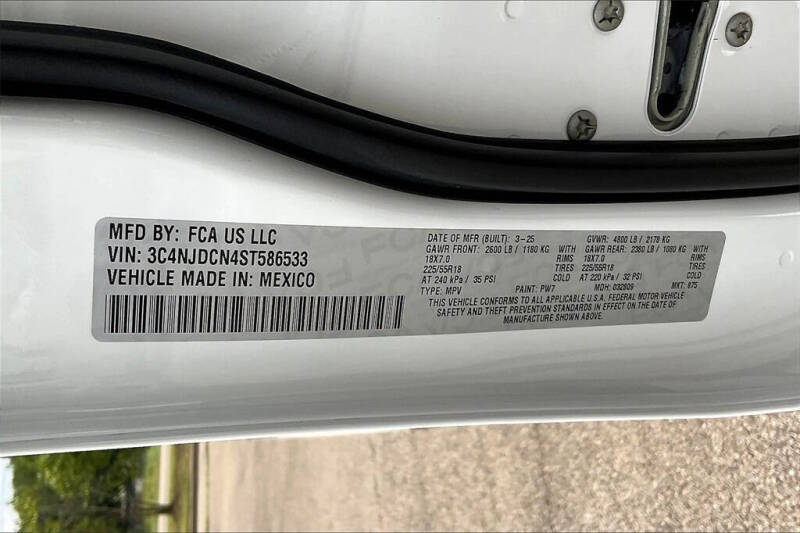 MFD BY: FCA US LLC
VIN: 3C4NJDCN4ST586533
VEHICLE MADE IN: MEXICO
DATE OF MFR (BUILT): 3-25 GVWR: 4800 LB / 2178 KG
GAWR FRONT: 2600 LB / 1180 KG GAWR REAR: 2380 LB / 1080 KG
18X7.0 RIMS 18X7.0 RIMS
225/55R18 TIRES 225/55R18 TIRES
AT 240 kPa / 35 PSI COLD AT 220 kPa / 32 PSI COLD
TYPE: MPV PAINT: PW7 MDH: 032809 MKT: 875
THIS VEHICLE CONFORMS TO ALL APPLICABLE U.S.A. FEDERAL MOTOR VEHICLE
SAFETY AND THEFT PREVENTION STANDARDS IN EFFECT ON THE DATE OF
MANUFACTURE SHOWN ABOVE.